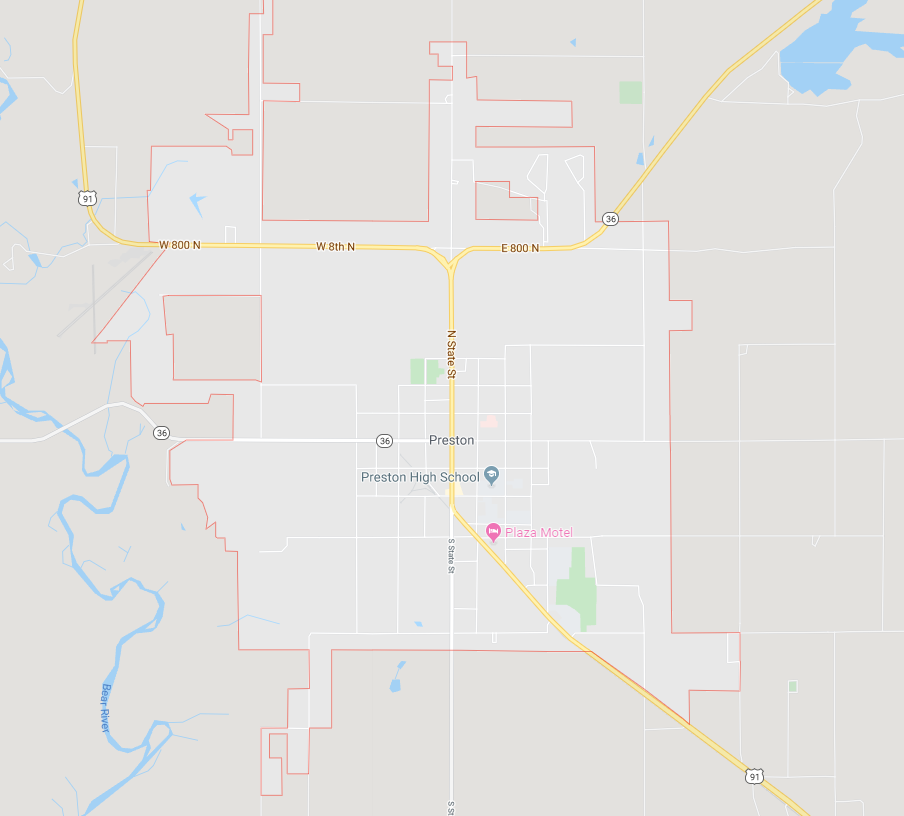 91
36
W 800 N
W 8th N
E 800 N
N State St
36
36
Preston
Preston High School
Plaza Motel
S State St
Bear River
91
S St